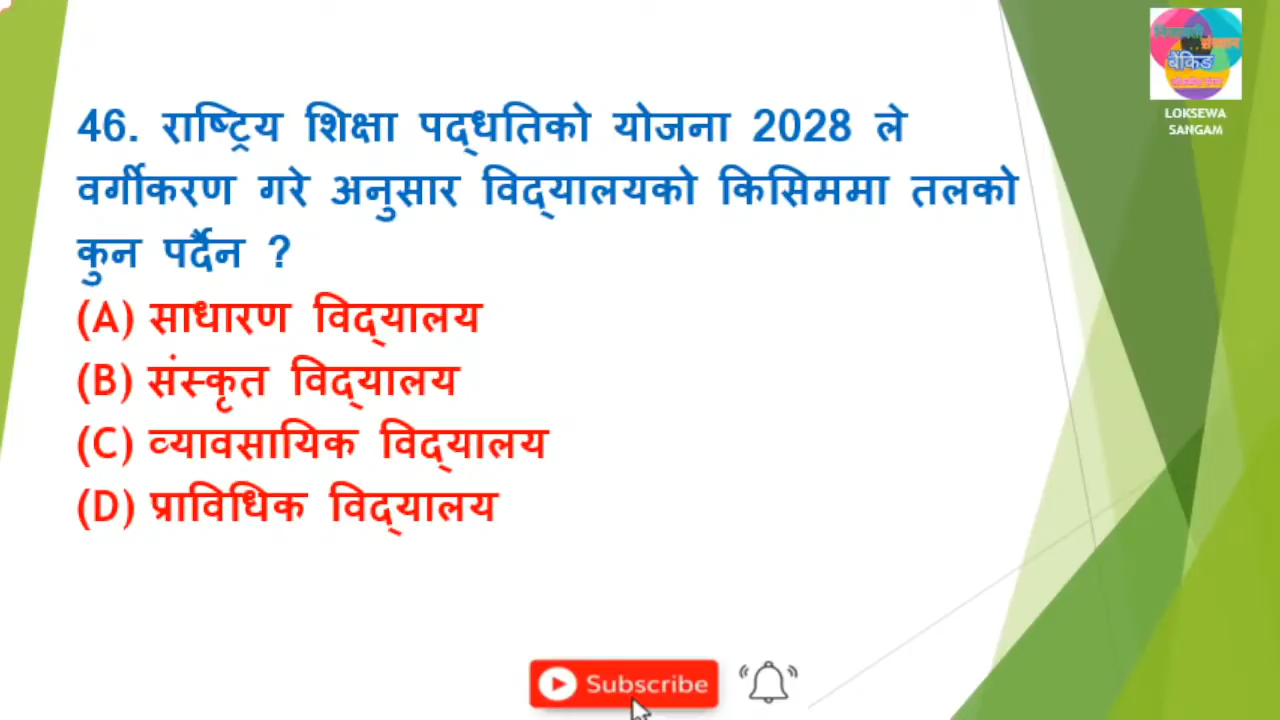 46. राष्ट्रिय शिक्षा पद्धतिको योजना 2028 ले
वर्गीकरण गरे अनुसार विद्यालयको किसिममा तलको
कुन पर्दैन ?
(A) साधारण विद्यालय
(B) संस्कृत विद्यालय
(C) व्यावसायिक विद्यालय
(D) प्राविधिक विद्यालय
बैंकिङ
LOKSEWA
SANGAM
Subscribe